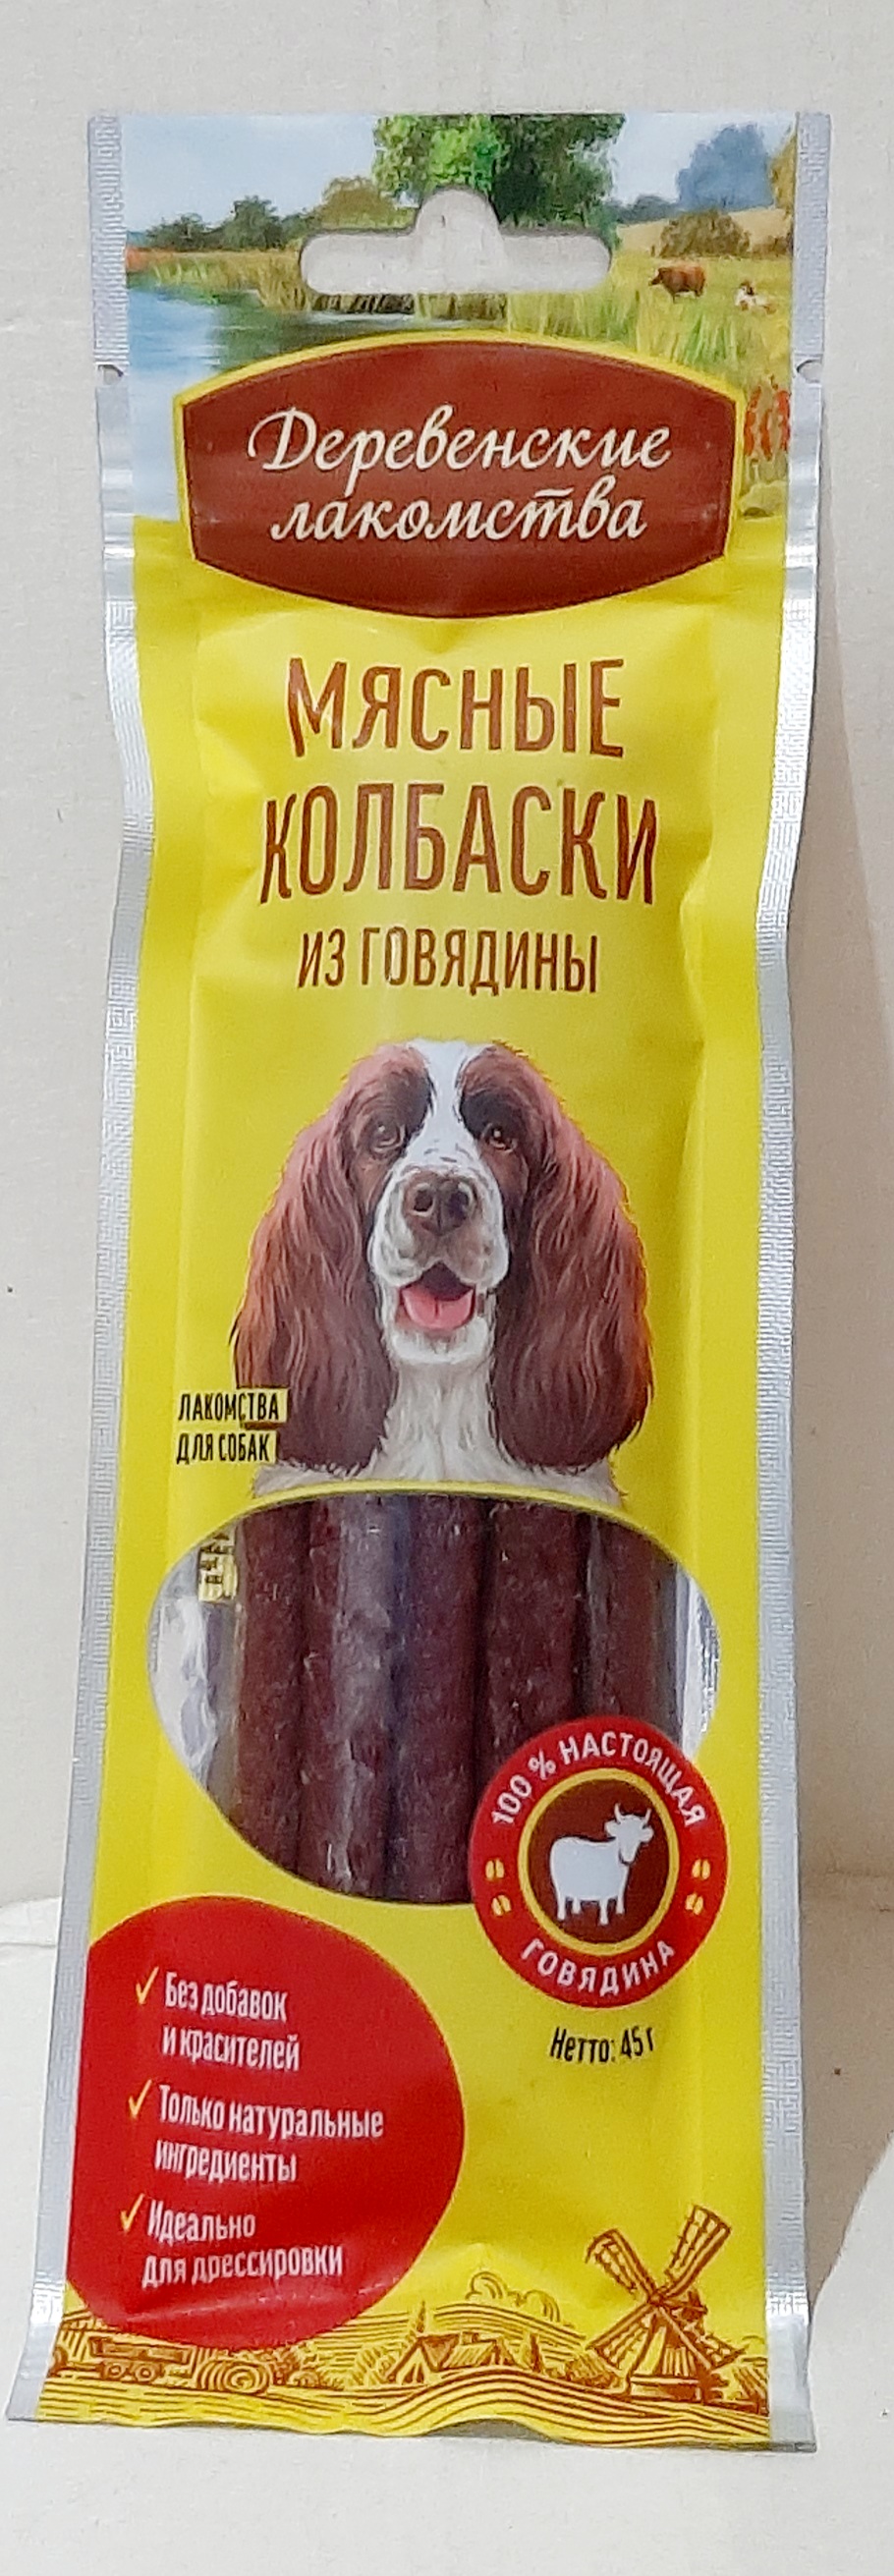 Деревенские
лакомства
МЯСНЫЕ
КОЛБАСКИ
ИЗ ГОВЯДИНЫ
ЛАКОМСТВА
ДЛЯ СОБАК
100 % НАСТОЯЩАЯ
ГОВЯДИНА
Нетто: 45 г
Без добавок
и красителей
Только натуральные
ингредиенты
Идеально
для дрессировки